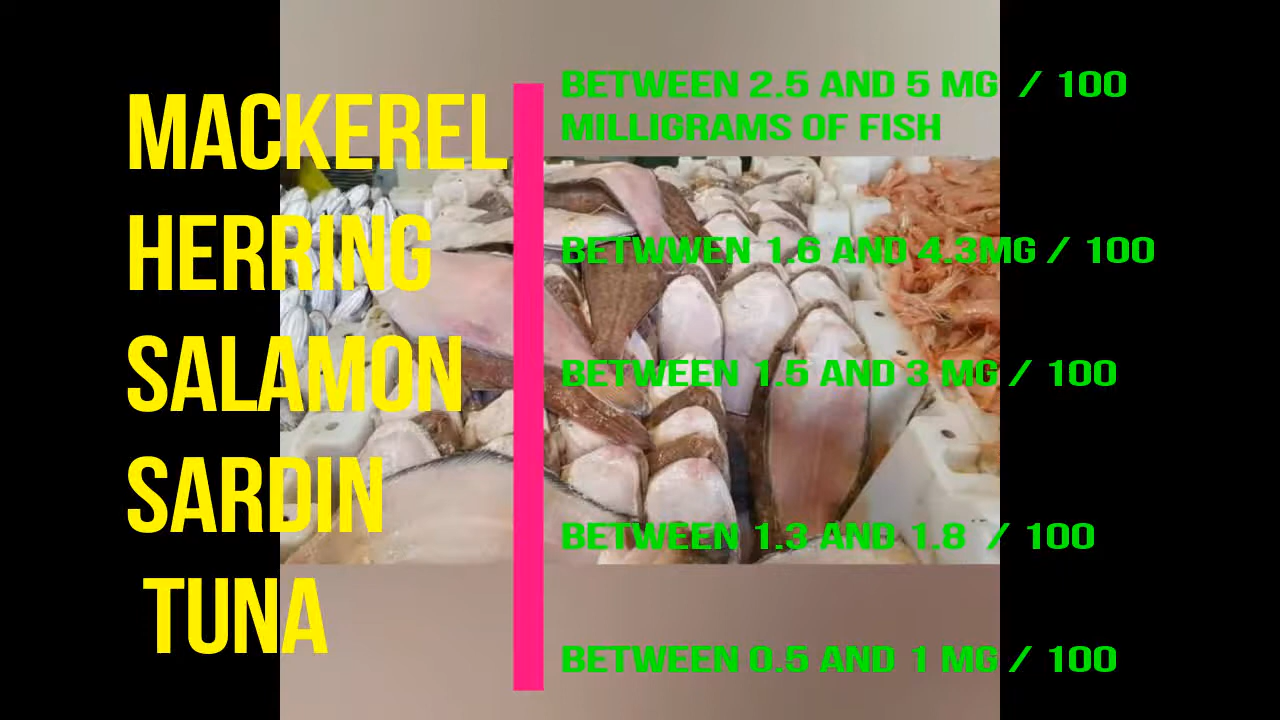 MACKEREL
BETWEEN 2.5 AND 5 MG / 100
MILLIGRAMS OF FISH
HERRING
BETWWEN 1.6 AND 4.3MG / 100
SALAMON
BETWEEN 1.5 AND 3 MG / 100
SARDIN
BETWEEN 1.3 AND 1.8 / 100
TUNA
BETWEEN 0.5 AND 1 MG / 100